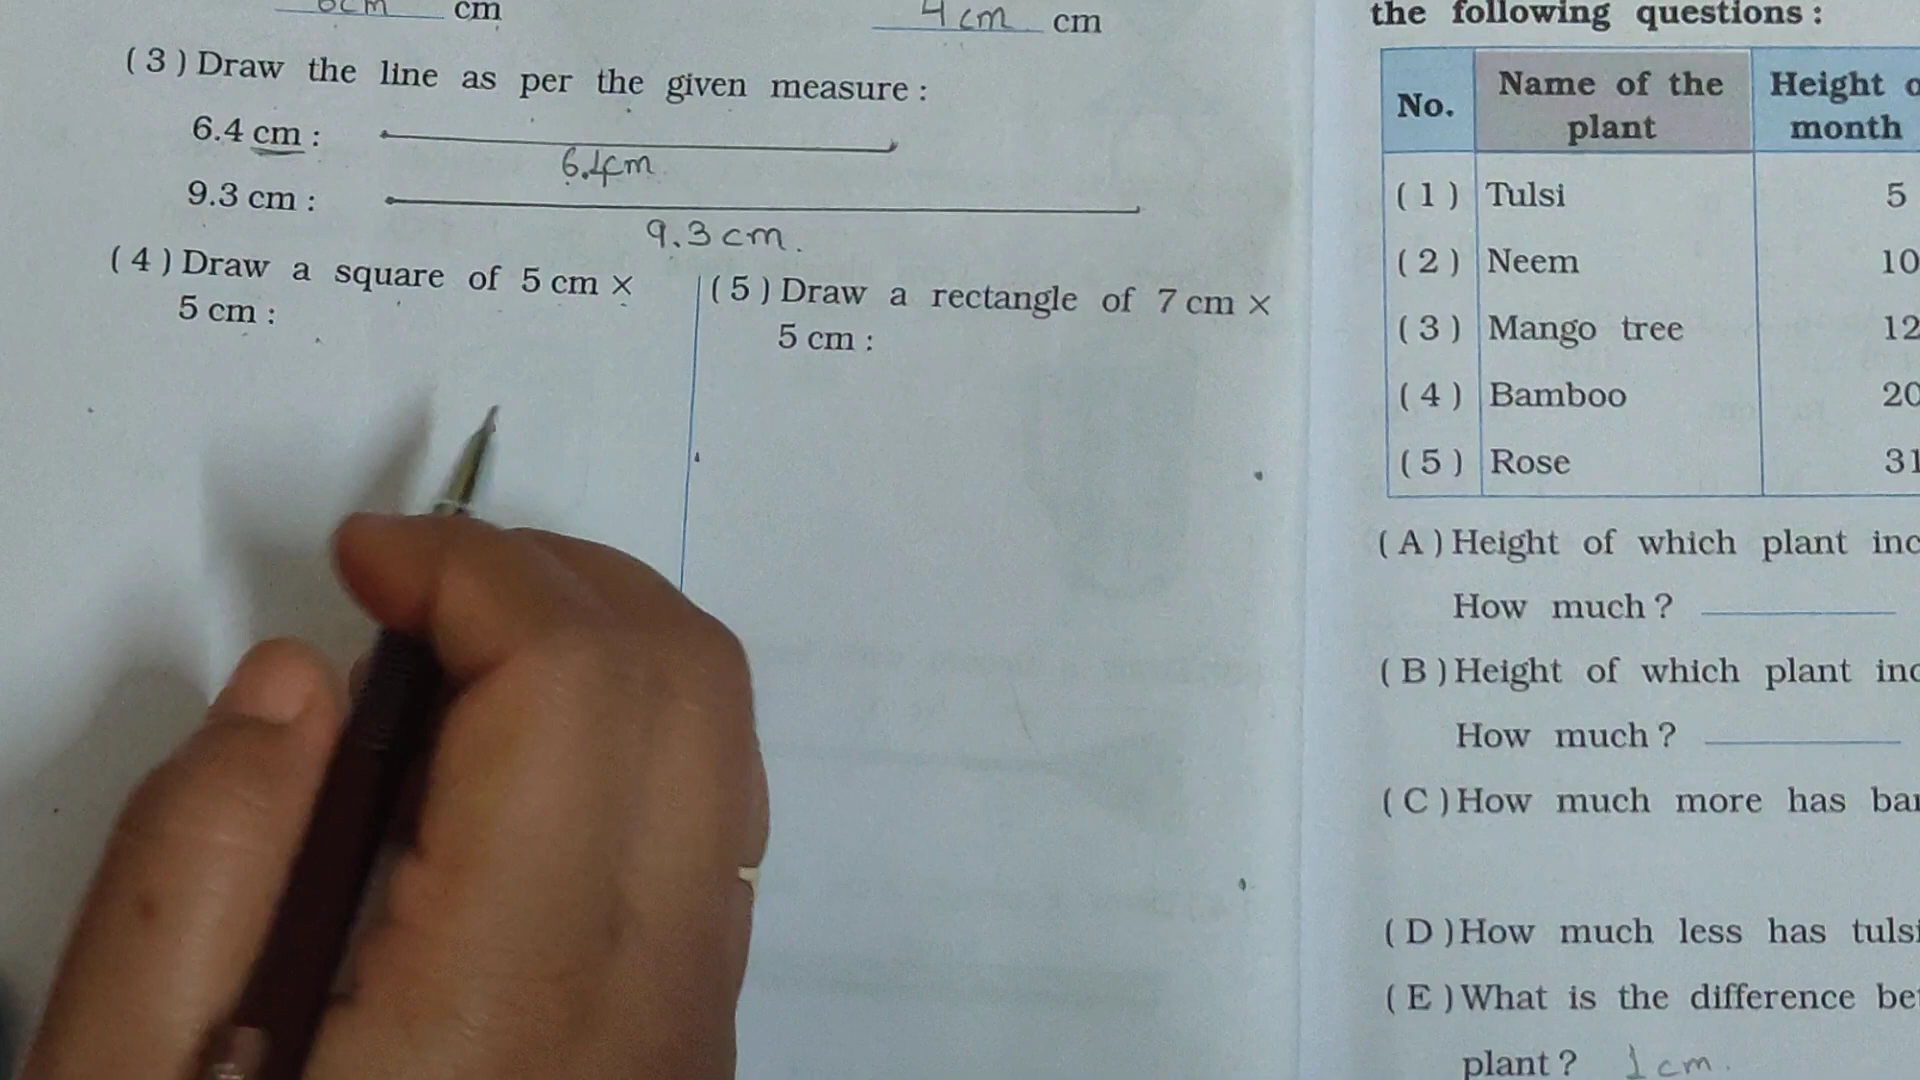 6cm cm
4 cm cm
(3) Draw the line as per the given measure :
6.4 cm :
6.4cm
9.3 cm :
9.3 cm.
(4) Draw a square of 5 cm ×
5 cm :
(5) Draw a rectangle of 7 cm ×
5 cm :
the following questions :
No. Name of the plant Height o
month
(1) Tulsi 5
(2) Neem 10
(3) Mango tree 12
(4) Bamboo 20
(5) Rose 31
(A) Height of which plant inc
How much ?
(B) Height of which plant inc
How much ?
(C) How much more has bar
(D) How much less has tulsi
(E) What is the difference be
plant ? 1 cm.